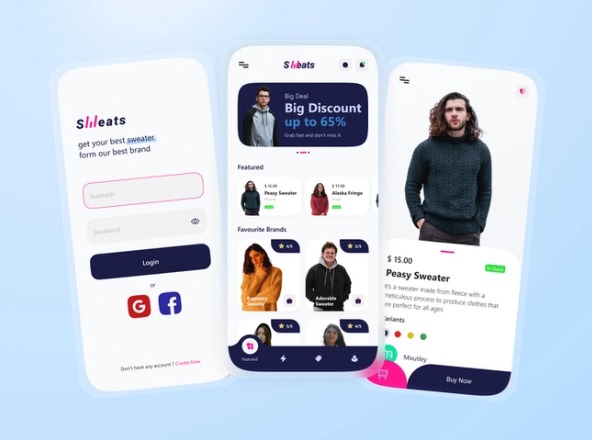 SWeats
get your best sweater
form our best brand
password
Login
or
G
f
Don't have any account ? Create Now
SWeats
Big Deal
Big Discount
up to 65%
Grab fast and don't miss it
Featured
$ 15.00
Peasy Sweater
$ 17.00
Alaska Fringe
Favourite Brands
4/5
4/5
Sweater
Adorable
Sweater
5/5
5/5
Featured
$ 15.00
In Stock
Peasy Sweater
It's a sweater made from fleece with a
meticulous process to produce clothes that
are perfect for all ages
Variants
Moutley
Buy Now